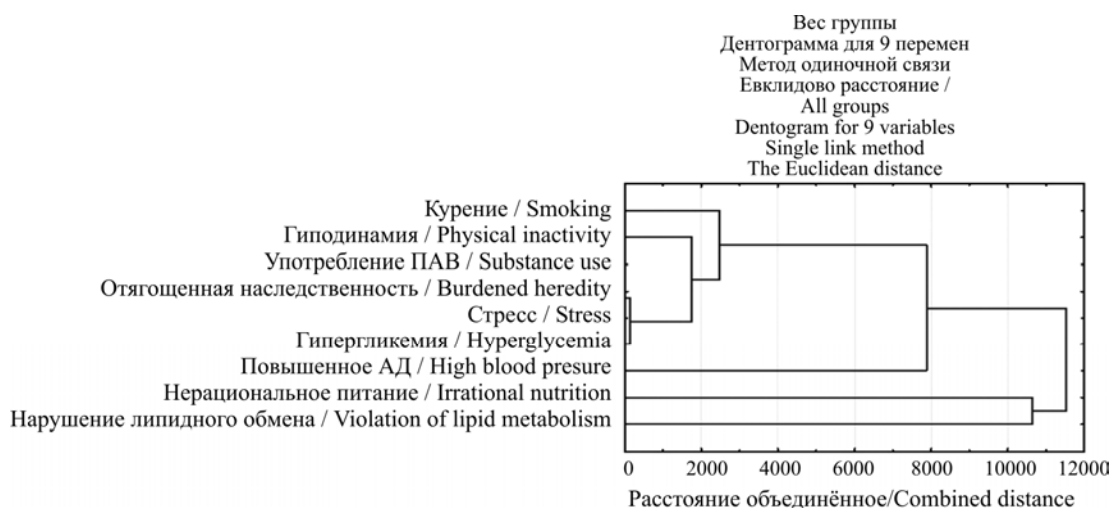 Вес группы
Дентограмма для 9 перемен
Метод одиночной связи
Евклидово расстояние /
All groups
Dentogram for 9 variables
Single link method
The Euclidean distance
Курение / Smoking
Гиподинамия / Physical inactivity
Употребление ПАВ / Substance use
Отягощенная наследственность / Burdened heredity
Стресс / Stress
Гипергликемия / Hyperglycemia
Повышенное АД / High blood presure
Нерациональное питание / Irrational nutrition
Нарушение липидного обмена / Violation of lipid metabolism
0 2000 4000 6000 8000 10000 12000
Расстояние объединённое/Combined distance